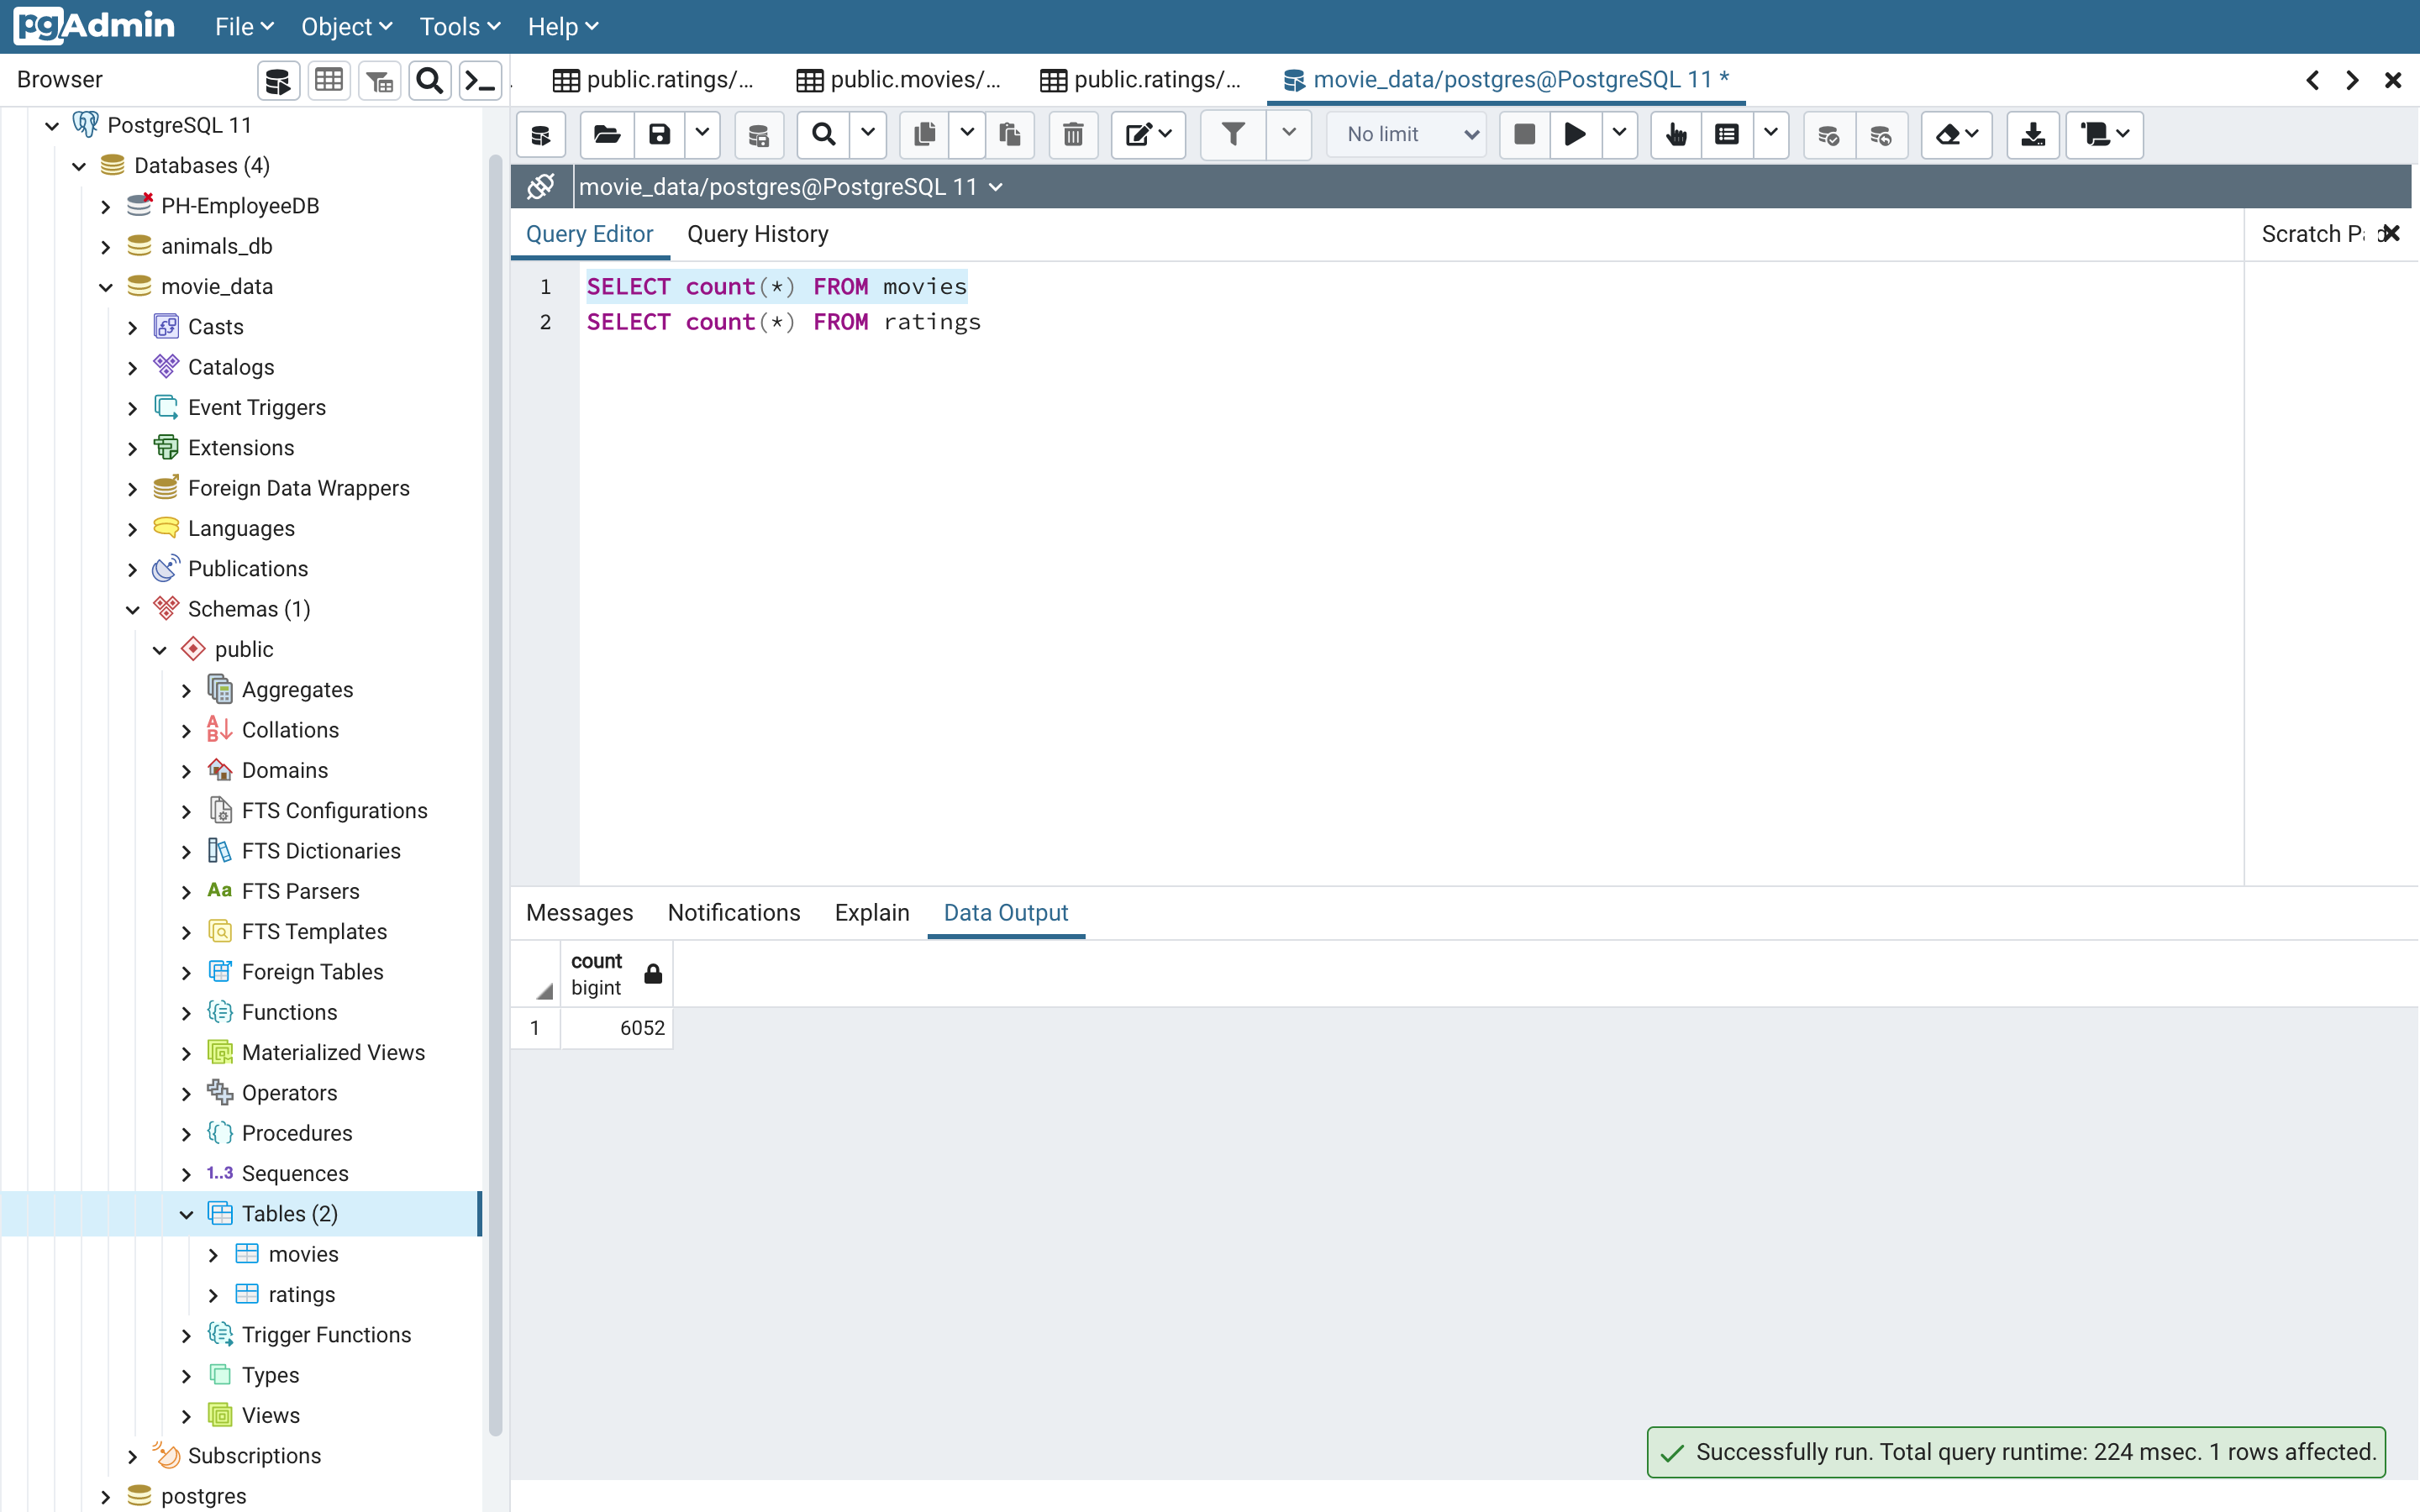 pgAdmin File Object Tools Help
Browser
public.ratings/... public.movies/... public.ratings/... movie_data/postgres@PostgreSQL 11 *
PostgreSQL 11
Databases (4)
PH-EmployeeDB
animals_db
movie_data
Casts
Catalogs
Event Triggers
Extensions
Foreign Data Wrappers
Languages
Publications
Schemas (1)
public
Aggregates
Collations
Domains
FTS Configurations
FTS Dictionaries
Aa FTS Parsers
FTS Templates
Foreign Tables
Functions
Materialized Views
Operators
Procedures
1..3 Sequences
Tables (2)
movies
ratings
Trigger Functions
Types
Views
Subscriptions
postgres
No limit
movie_data/postgres@PostgreSQL 11
Query Editor Query History
Scratch
1 SELECT count(*) FROM movies
2 SELECT count(*) FROM ratings
Messages Notifications Explain Data Output
count
bigint
1 6052
Successfully run. Total query runtime: 224 msec. 1 rows affected.